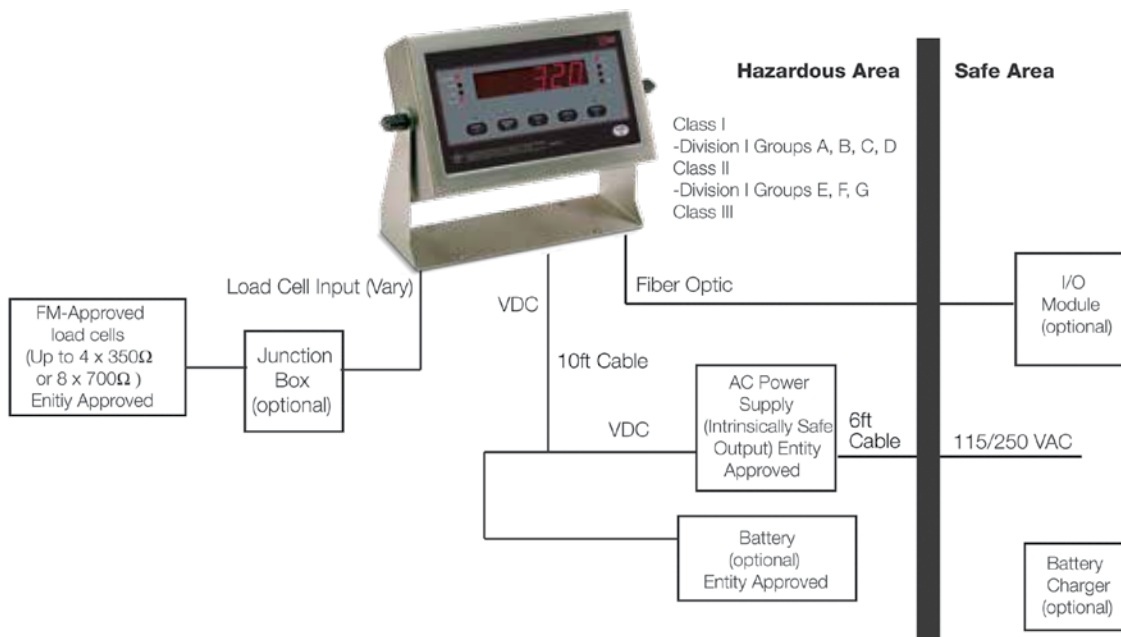 320
Hazardous Area
Safe Area
Class I
-Division I Groups A, B, C, D
Class II
-Division I Groups E, F, G
Class III
Load Cell Input (Vary)
VDC
Fiber Optic
I/O
Module
(optional)
FM-Approved
load cells
(Up to 4 x 350Ω
or 8 x 700Ω )
Enitiy Approved
Junction
Box
(optional)
10ft Cable
VDC
AC Power
Supply
(Intrinsically Safe
Output) Entity
Approved
6ft
Cable
115/250 VAC
Battery
(optional)
Entity Approved
Battery
Charger
(optional)